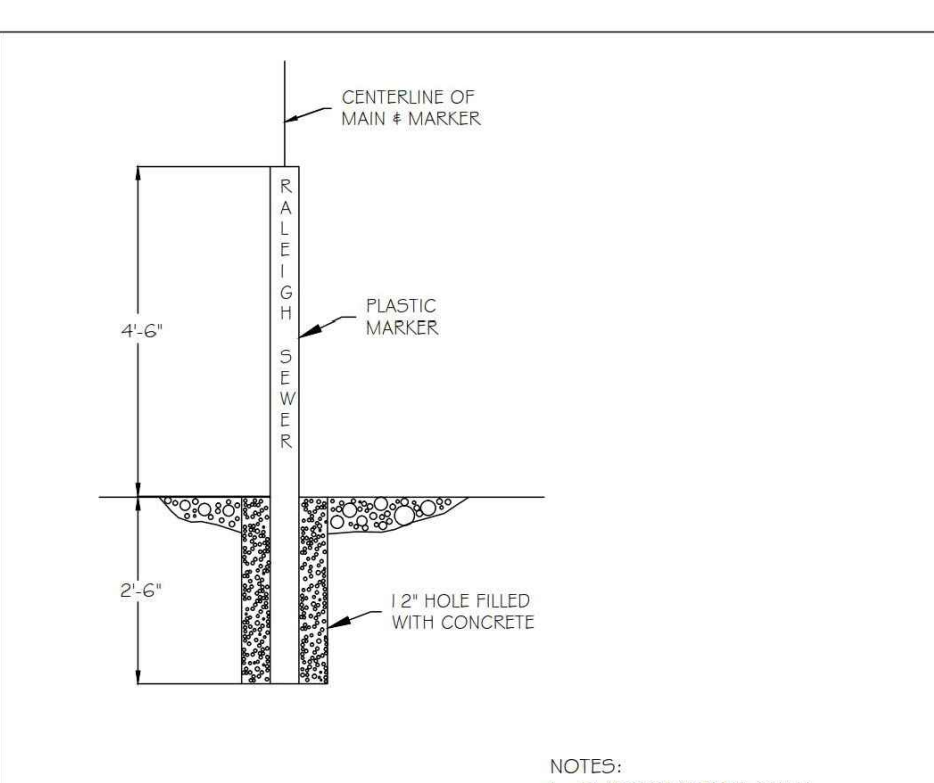 CENTERLINE OF
MAIN & MARKER
RALEIGH SEWER
PLASTIC
MARKER
4'-6"
2'-6"
12" HOLE FILLED
WITH CONCRETE
NOTES: